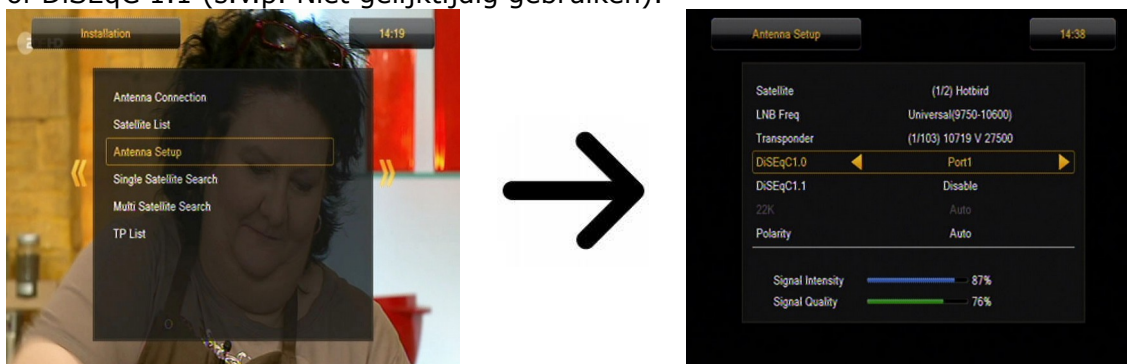 of DiSEqC 1.1 (s.v.p. Niet gelijktijdig gebruiken).
Installation
14:19
Antenna Connection
Satellite List
Antenna Setup
Single Satellite Search
Multi Satellite Search
TP List
Antenna Setup
14:38
Satellite (1/2) Hotbird
LNB Freq Universal(9750-10600)
Transponder (1/103) 10719 V 27500
DiSEqC1.0 Port1
DiSEqC1.1 Disable
22K Auto
Polarity Auto
Signal Intensity 87%
Signal Quality 76%